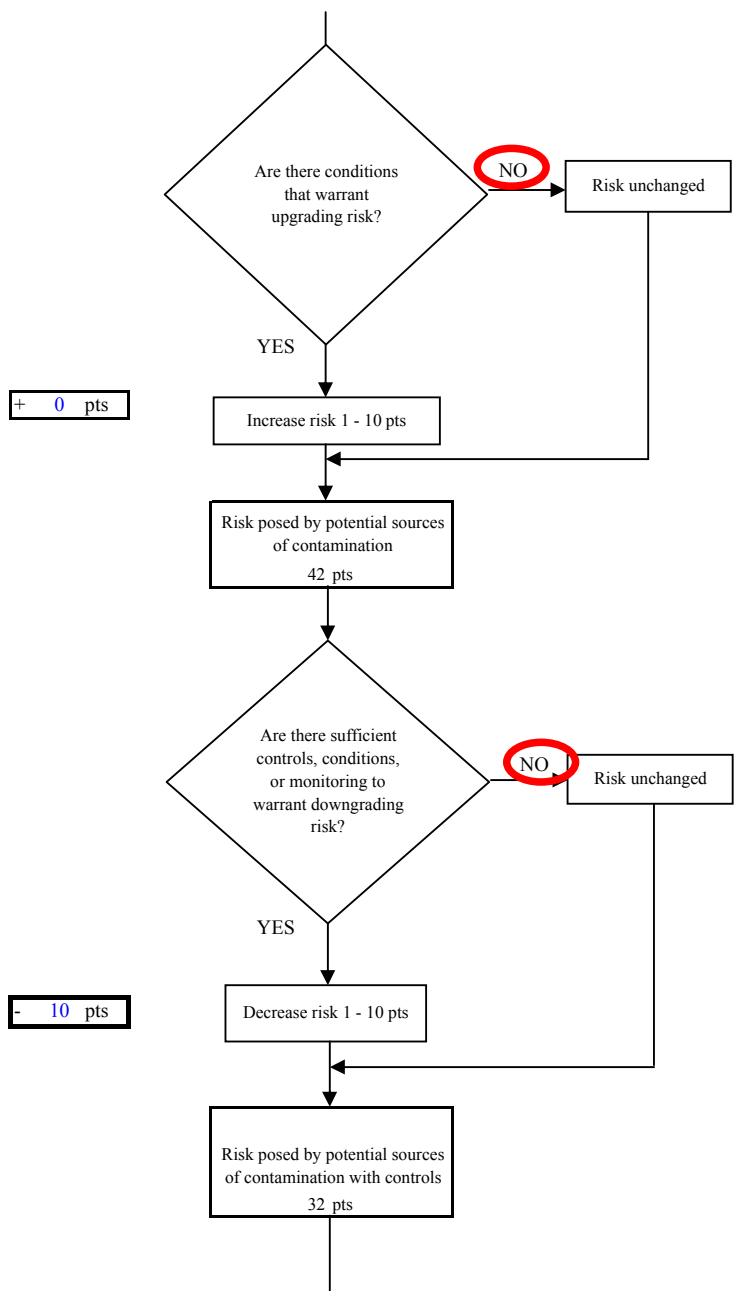 Are there conditions
that warrant
upgrading risk?
NO
Risk unchanged
YES
+ 0 pts
Increase risk 1 - 10 pts
Risk posed by potential sources
of contamination
42 pts
Are there sufficient
controls, conditions,
or monitoring to
warrant downgrading
risk?
NO
Risk unchanged
YES
- 10 pts
Decrease risk 1 - 10 pts
Risk posed by potential sources
of contamination with controls
32 pts